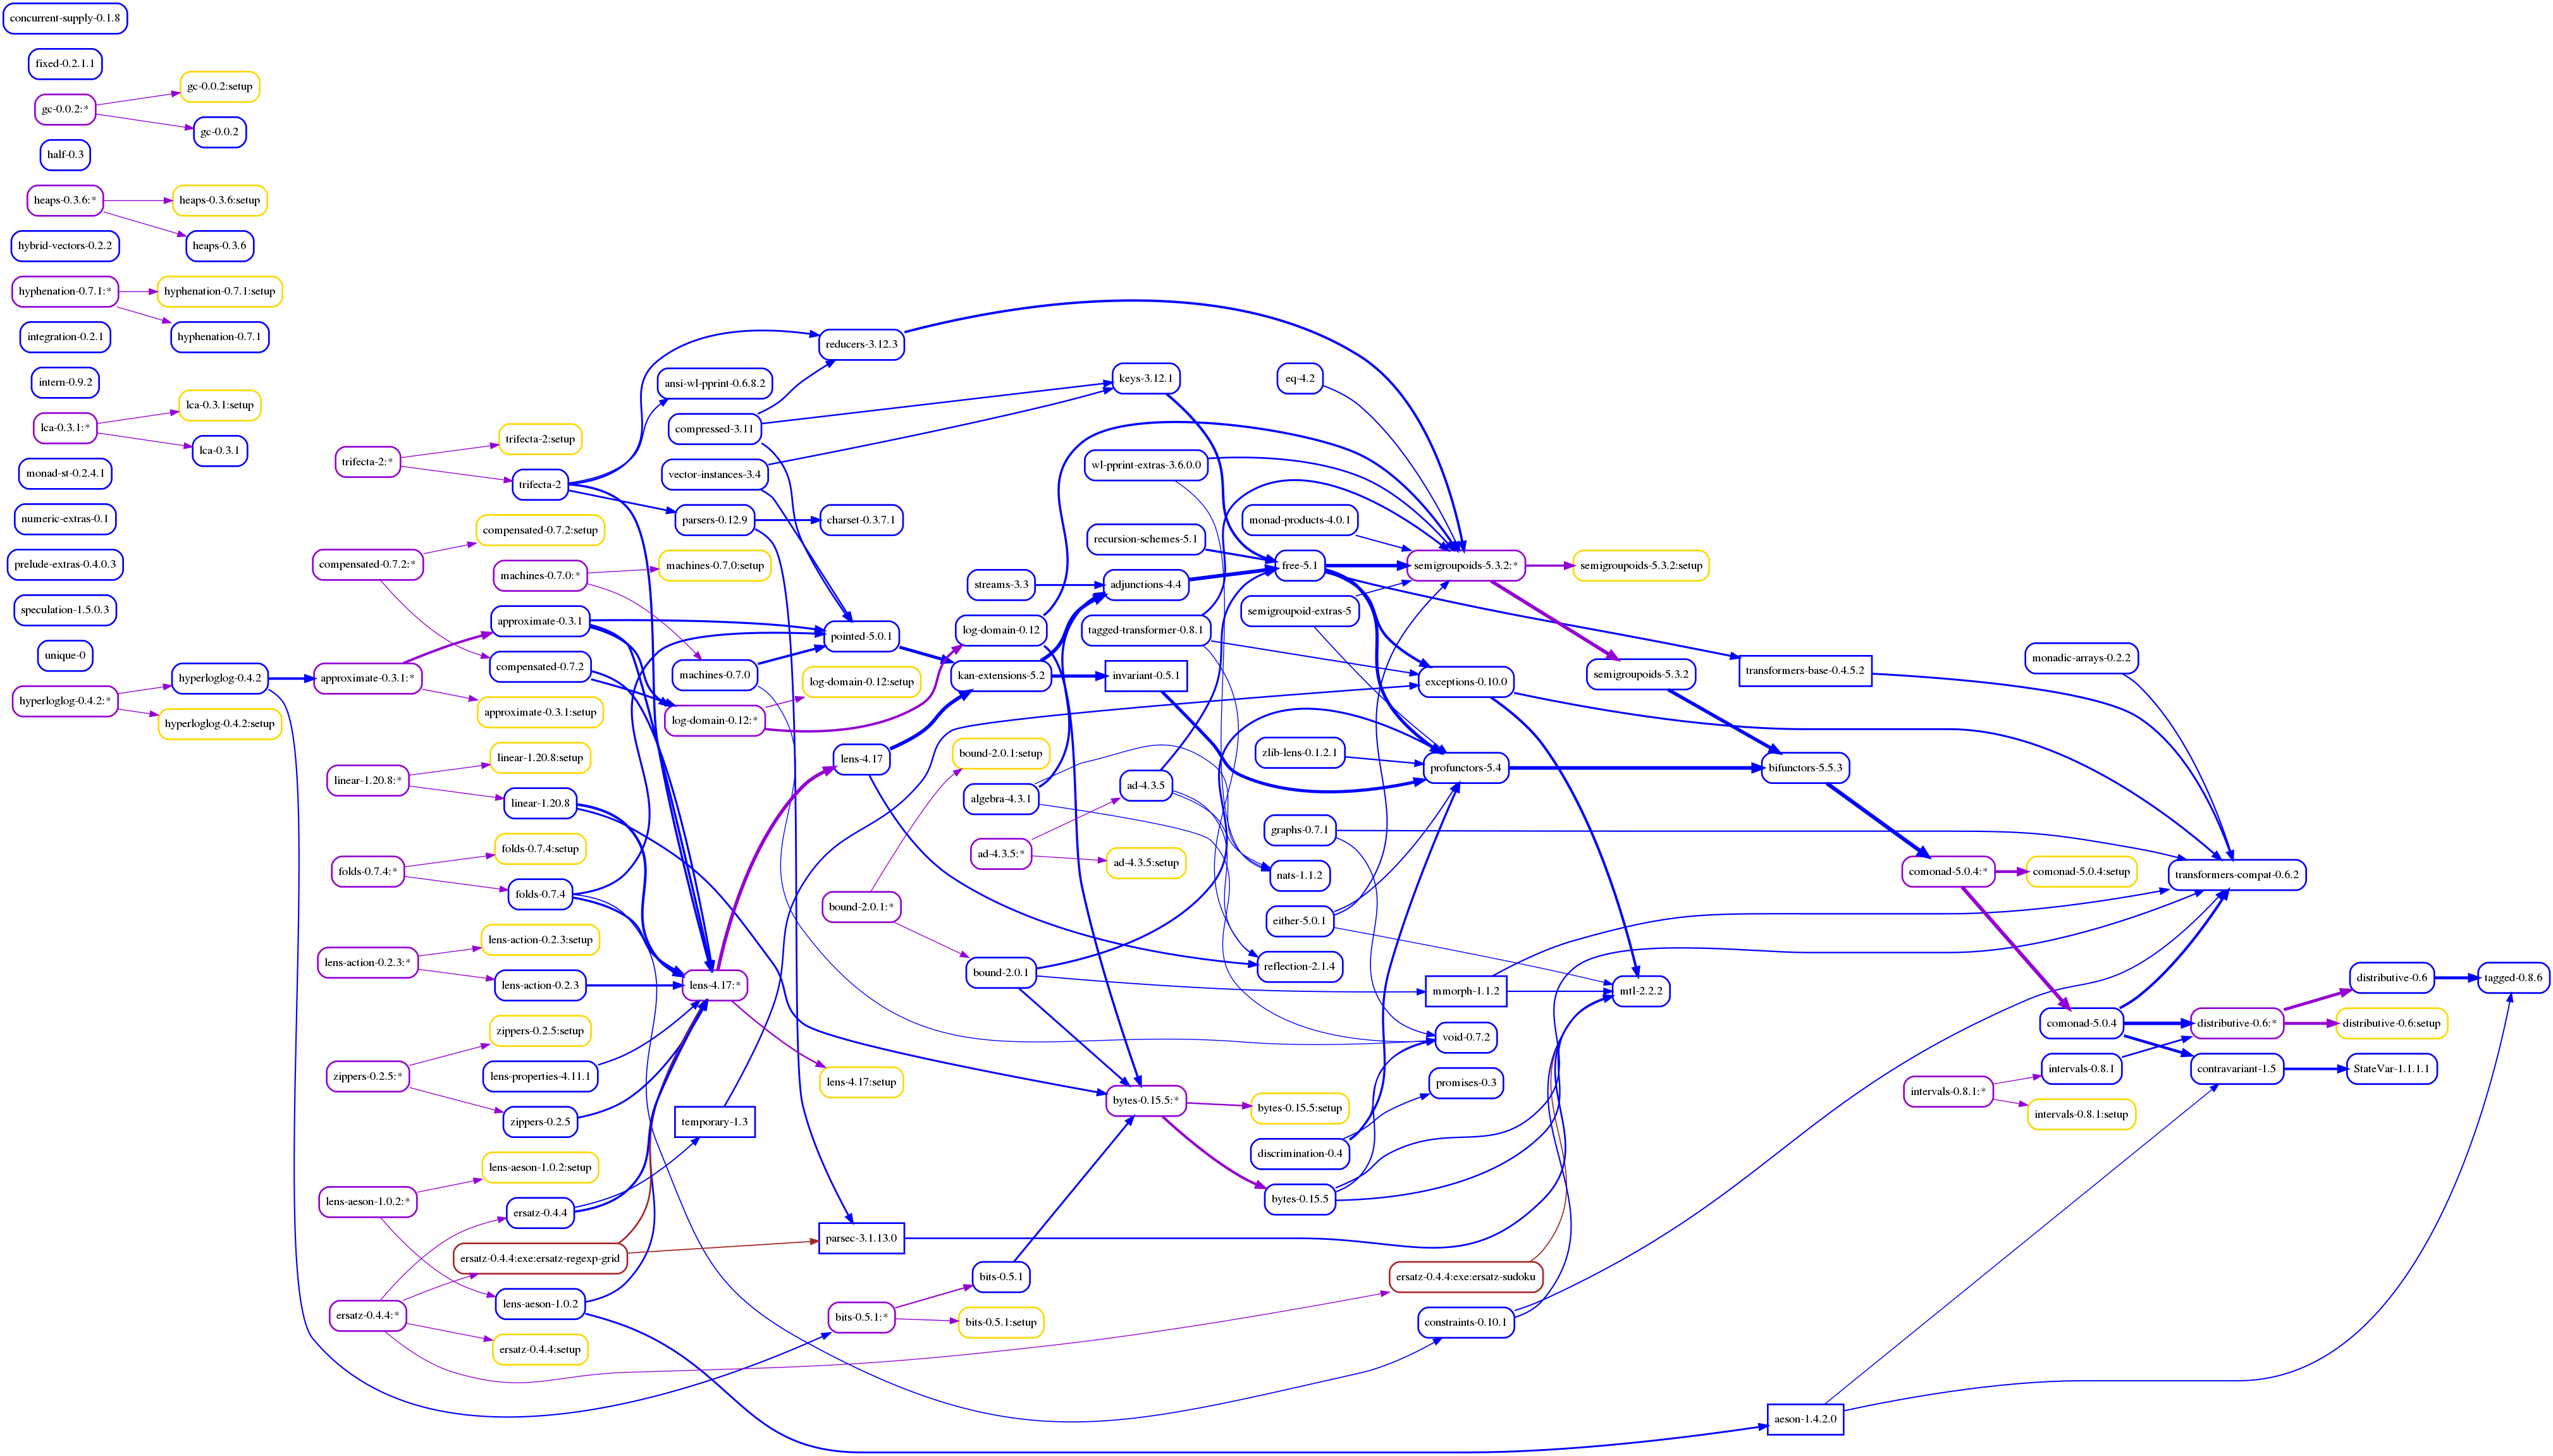 concurrent-supply-0.1.8
fixed-0.2.1.1
gc-0.0.2:setup
gc-0.0.2:*
gc-0.0.2
half-0.3
heaps-0.3.6:*
heaps-0.3.6:setup
hybrid-vectors-0.2.2
heaps-0.3.6
hyphenation-0.7.1:*
hyphenation-0.7.1:setup
integration-0.2.1
hyphenation-0.7.1
intern-0.9.2
lca-0.3.1:setup
lca-0.3.1:*
lca-0.3.1
monad-st-0.2.4.1
numeric-extras-0.1
prelude-extras-0.4.0.3
speculation-1.5.0.3
unique-0
hyperloglog-0.4.2
hyperloglog-0.4.2:*
hyperloglog-0.4.2:setup
trifecta-2:setup
trifecta-2:*
trifecta-2
compensated-0.7.2:setup
compensated-0.7.2:*
machines-0.7.0:*
approximate-0.3.1
compensated-0.7.2
approximate-0.3.1:*
approximate-0.3.1:setup
linear-1.20.8:setup
linear-1.20.8:*
linear-1.20.8
folds-0.7.4:setup
folds-0.7.4:*
folds-0.7.4
lens-action-0.2.3:setup
lens-action-0.2.3:*
lens-action-0.2.3
zippers-0.2.5:setup
zippers-0.2.5:*
lens-properties-4.11.1
zippers-0.2.5
lens-aeson-1.0.2:setup
lens-aeson-1.0.2:*
ersatz-0.4.4
ersatz-0.4.4:exe:ersatz-regexp-grid
lens-aeson-1.0.2
ersatz-0.4.4:*
ersatz-0.4.4:setup
reducers-3.12.3
ansi-wl-pprint-0.6.8.2
compressed-3.11
vector-instances-3.4
parsers-0.12.9
charset-0.3.7.1
machines-0.7.0:setup
pointed-5.0.1
machines-0.7.0
log-domain-0.12:setup
log-domain-0.12:*
lens-4.17
bound-2.0.1:*
lens-4.17:*
lens-4.17:setup
temporary-1.3
parsec-3.1.13.0
bits-0.5.1:*
streams-3.3
log-domain-0.12
kan-extensions-5.2
bound-2.0.1:setup
algebra-4.3.1
ad-4.3.5:*
bound-2.0.1
bits-0.5.1
bits-0.5.1:setup
keys-3.12.1
wl-pprint-extras-3.6.0.0
recursion-schemes-5.1
adjunctions-4.4
tagged-transformer-0.8.1
invariant-0.5.1
ad-4.3.5
ad-4.3.5:setup
bytes-0.15.5:*
eq-4.2
monad-products-4.0.1
free-5.1
semigroupoid-extras-5
zlib-lens-0.1.2.1
graphs-0.7.1
nats-1.1.2
either-5.0.1
reflection-2.1.4
bytes-0.15.5:setup
discrimination-0.4
bytes-0.15.5
semigroupoids-5.3.2:*
exceptions-0.10.0
profunctors-5.4
mmorph-1.1.2
void-0.7.2
promises-0.3
ersatz-0.4.4:exe:ersatz-sudoku
constraints-0.10.1
semigroupoids-5.3.2:setup
semigroupoids-5.3.2
mtl-2.2.2
transformers-base-0.4.5.2
bifunctors-5.5.3
aeson-1.4.2.0
comonad-5.0.4:*
intervals-0.8.1:*
monadic-arrays-0.2.2
comonad-5.0.4:setup
comonad-5.0.4
intervals-0.8.1
intervals-0.8.1:setup
transformers-compat-0.6.2
distributive-0.6:*
contravariant-1.5
distributive-0.6
distributive-0.6:setup
StateVar-1.1.1.1
tagged-0.8.6